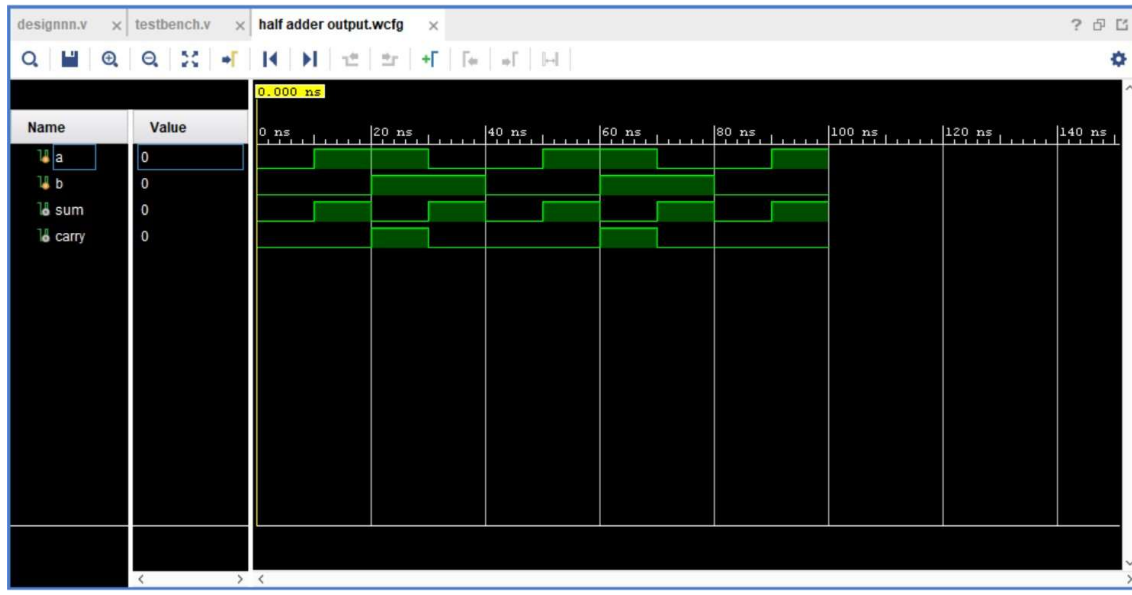 designnn.v × testbench.v × half adder output.wcfg ×
?
0.000 ns
Name Value
0 ns 20 ns 40 ns 60 ns 80 ns 100 ns 120 ns 140 ns
a 0
b 0
sum 0
carry 0